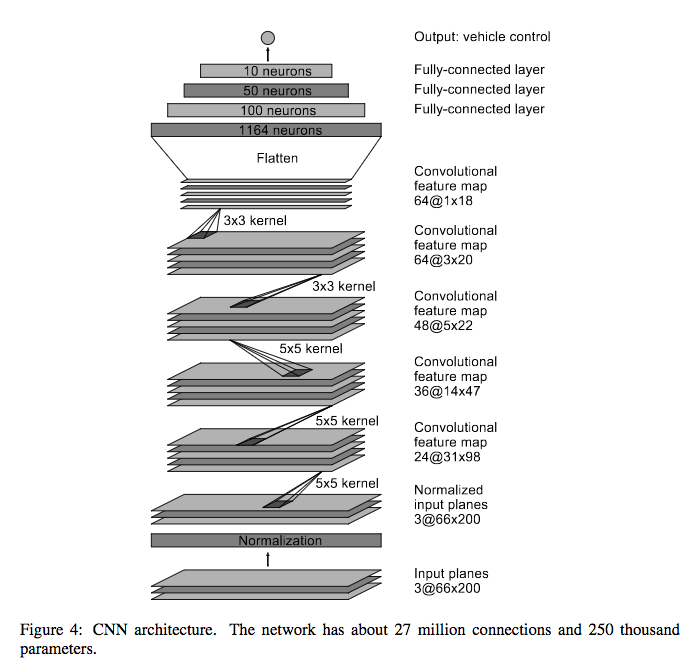 Output: vehicle control
10 neurons
Fully-connected layer
50 neurons
Fully-connected layer
100 neurons
Fully-connected layer
1164 neurons
Flatten
Convolutional
feature map
64@1x18
3x3 kernel
Convolutional
feature map
64@3x20
3x3 kernel
Convolutional
feature map
48@5x22
5x5 kernel
Convolutional
feature map
36@14x47
5x5 kernel
Convolutional
feature map
24@31x98
5x5 kernel
Normalized
input planes
3@66x200
Normalization
Input planes
3@66x200
Figure 4: CNN architecture. The network has about 27 million connections and 250 thousand
parameters.